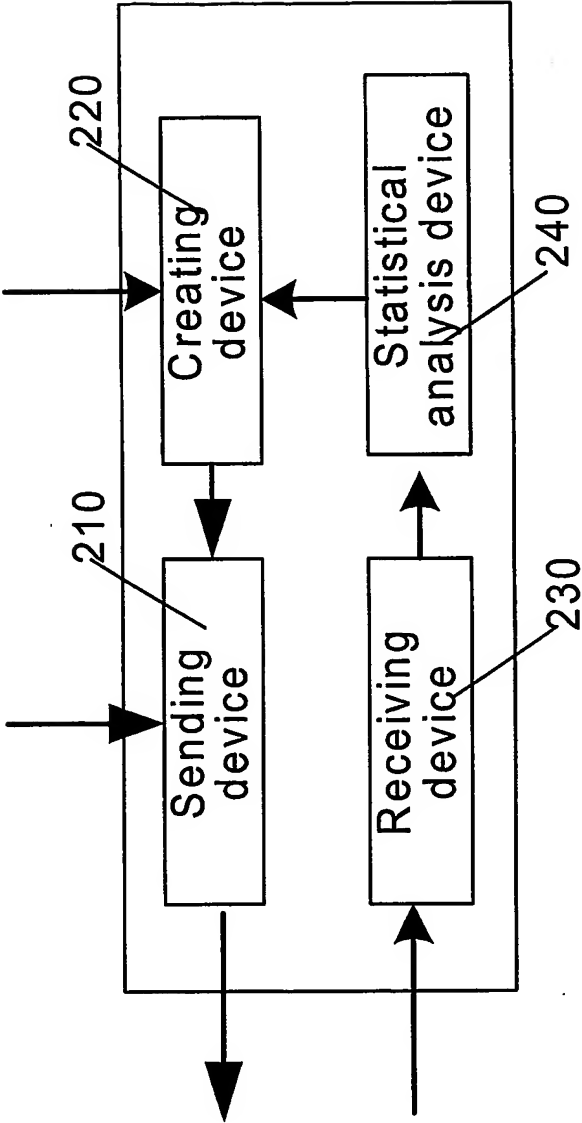 210
220
Sending
device
Creating
device
Receiving
device
Statistical
analysis device
230
240